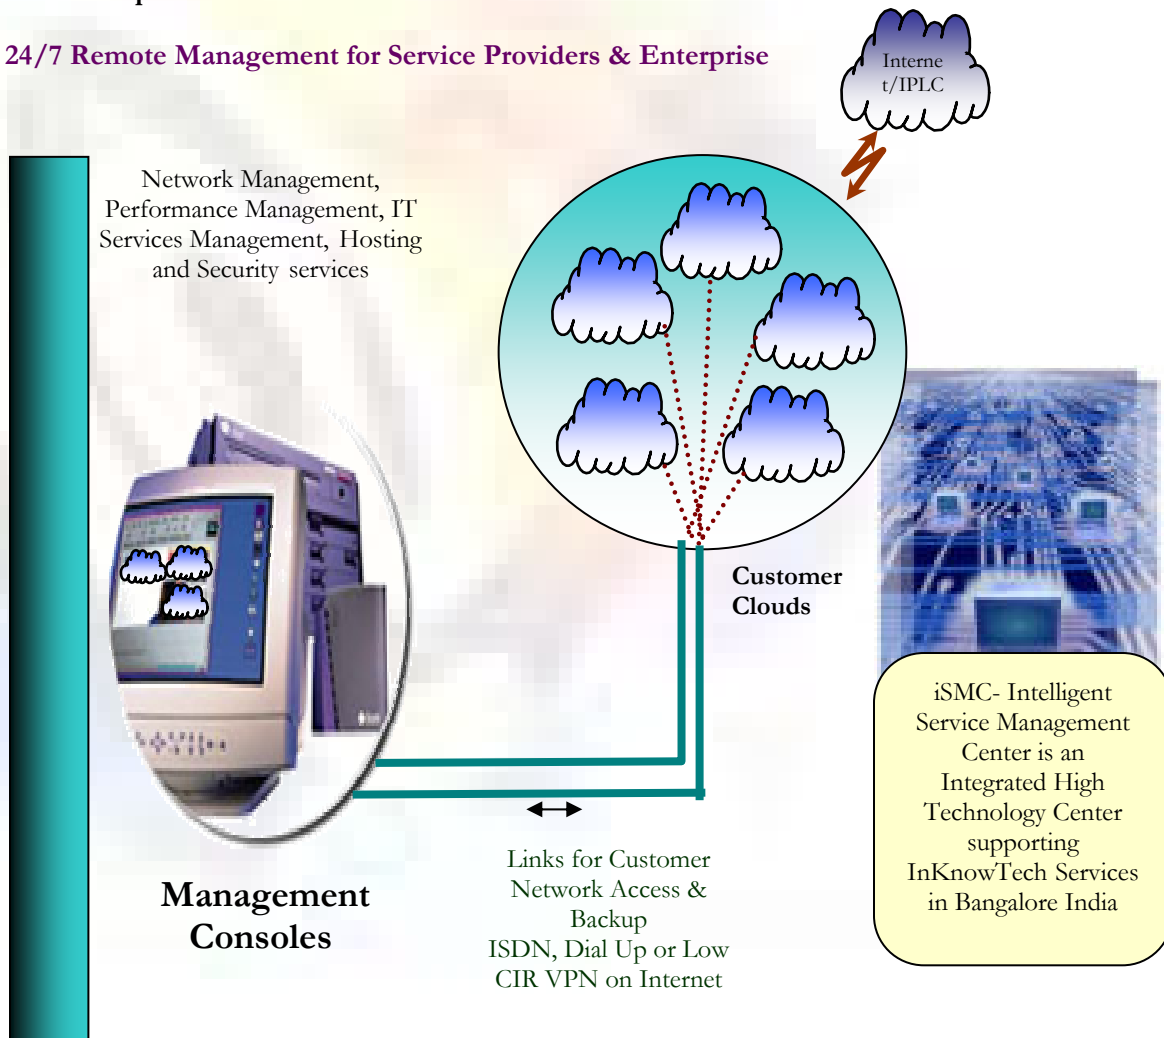 24/7 Remote Management for Service Providers & Enterprise
Interne
t/IPLC
Network Management,
Performance Management, IT
Services Management, Hosting
and Security services
Customer
Clouds
iSMC- Intelligent
Service Management
Center is an
Integrated High
Technology Center
supporting
InKnowTech Services
in Bangalore India
Management
Consoles
Links for Customer
Network Access &
Backup
ISDN, Dial Up or Low
CIR VPN on Internet